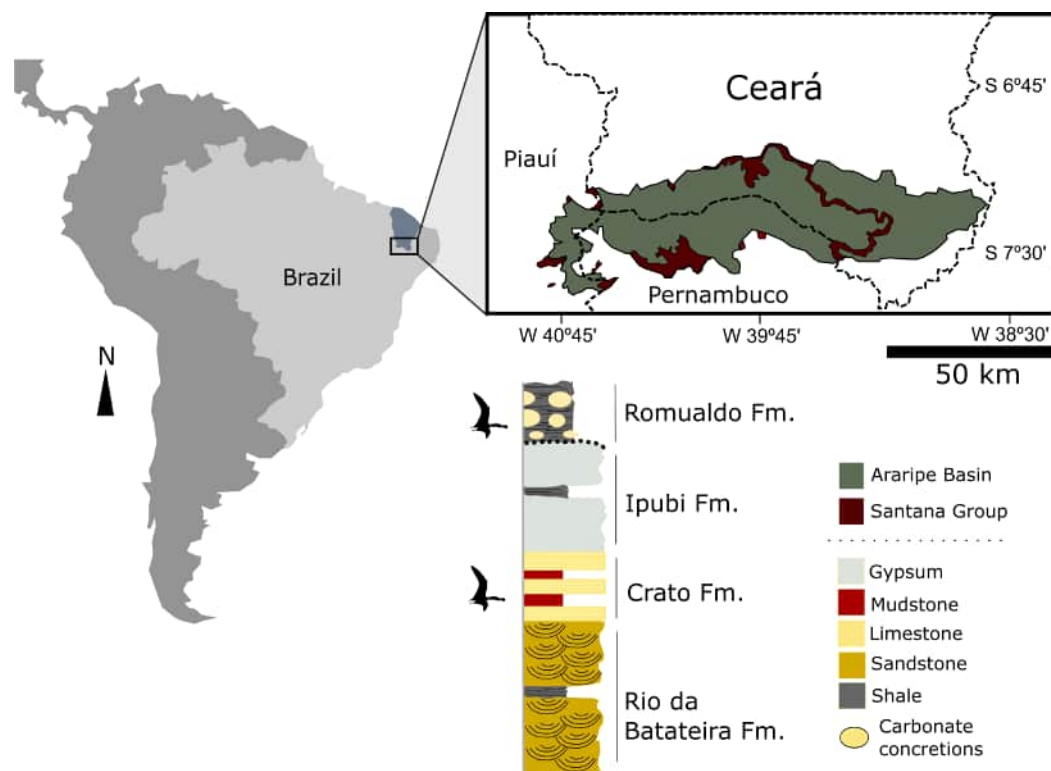 Ceará
S 6º45'
Piauí
Brazil
S 7º30'
Pernambuco
N
W 40º45'
W 39º45'
W 38º30'
50 km
Romualdo Fm.
Ipubi Fm.
Crato Fm.
Rio da
Batateira Fm.
Araripe Basin
Santana Group
Gypsum
Mudstone
Limestone
Sandstone
Shale
Carbonate
concretions